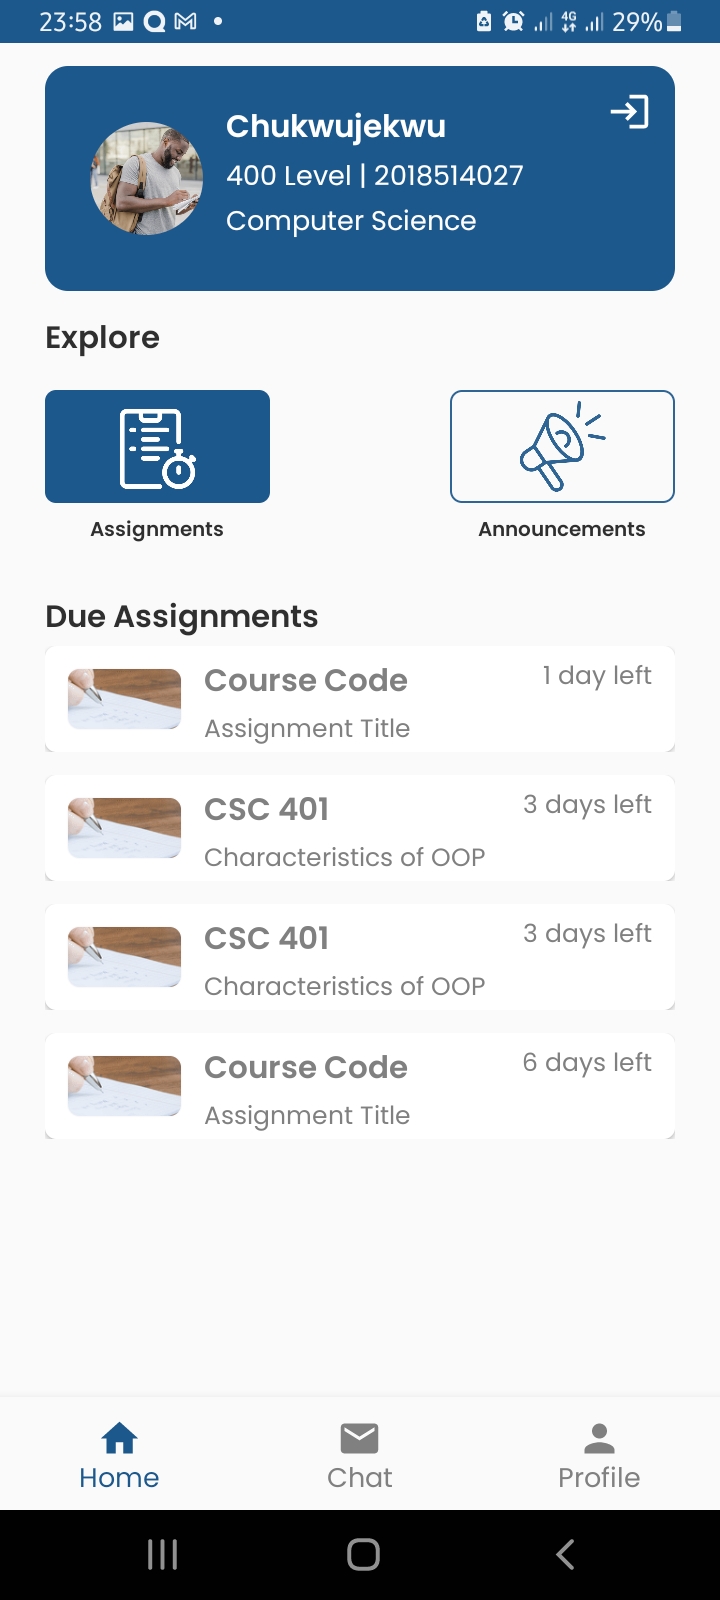 23:58
4G
29%
Chukwujekwu
400 Level | 2018514027
Computer Science
Explore
Assignments
Announcements
Due Assignments
Course Code
1 day left
Assignment Title
CSC 401
3 days left
Characteristics of OOP
CSC 401
3 days left
Characteristics of OOP
Course Code
6 days left
Assignment Title
Home
Chat
Profile